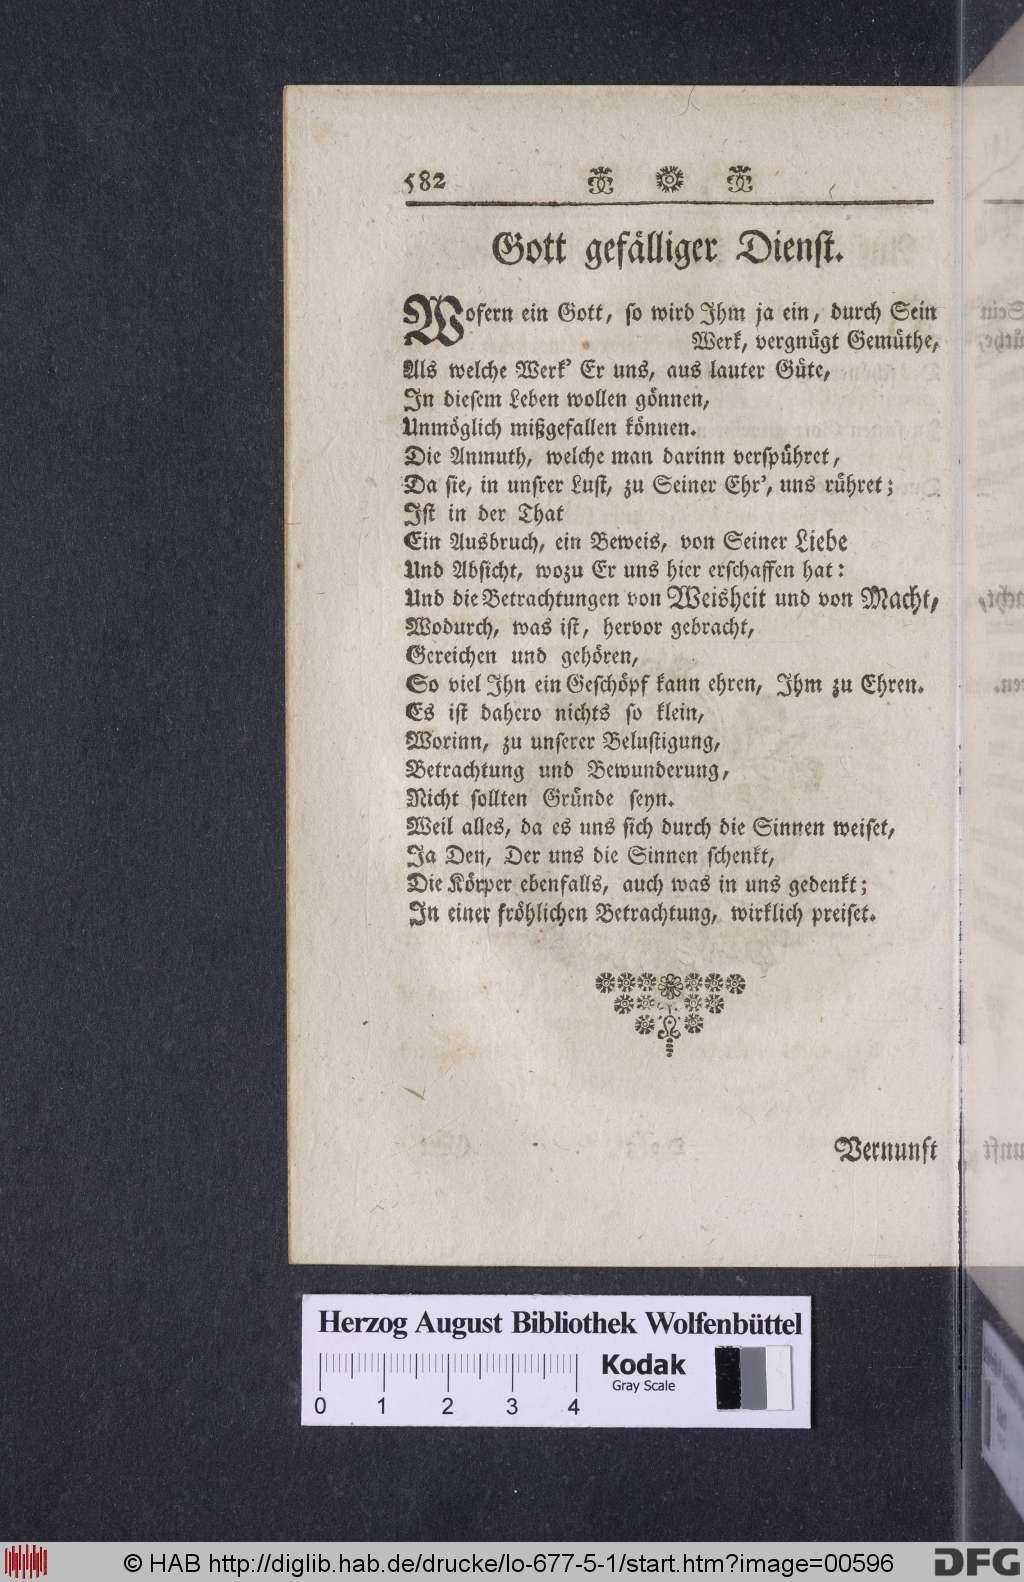 582
Gott gefälliger Dienst.
Wofern ein Gott, so wird Ihm ja ein, durch Sein
Werk, vergnügt Gemüthe,
Als welche Werk' Er uns, aus lauter Güte,
In diesem Leben wollen gönnen,
Unmöglich mißgefallen können.
Die Anmuth, welche man darinn verspühret,
Da sie, in unsrer Lust, zu Seiner Ehr', uns rühret;
Ist in der That
Ein Ausbruch, ein Beweis, von Seiner Liebe
Und Absicht, wozu Er uns hier erschaffen hat:
Und die Betrachtungen von Weisheit und von Macht,
Wodurch, was ist, hervor gebracht,
Gereichen und gehören,
So viel Ihn ein Geschöpf kann ehren, Ihm zu Ehren.
Es ist dahero nichts so klein,
Worinn, zu unserer Belustigung,
Betrachtung und Bewunderung,
Nicht sollten Gründe seyn.
Weil alles, da es uns sich durch die Sinnen weiset,
Ja Den, Der uns die Sinnen schenkt,
Die Körper ebenfalls, auch was in uns gedenkt;
In einer fröhlichen Betrachtung, wirklich preiset.
Vernunft
Herzog August Bibliothek Wolfenbüttel
Kodak
Gray Scale
0 1 2 3 4
© HAB http://diglib.hab.de/drucke/lo-677-5-1/start.htm?image=00596
DFG